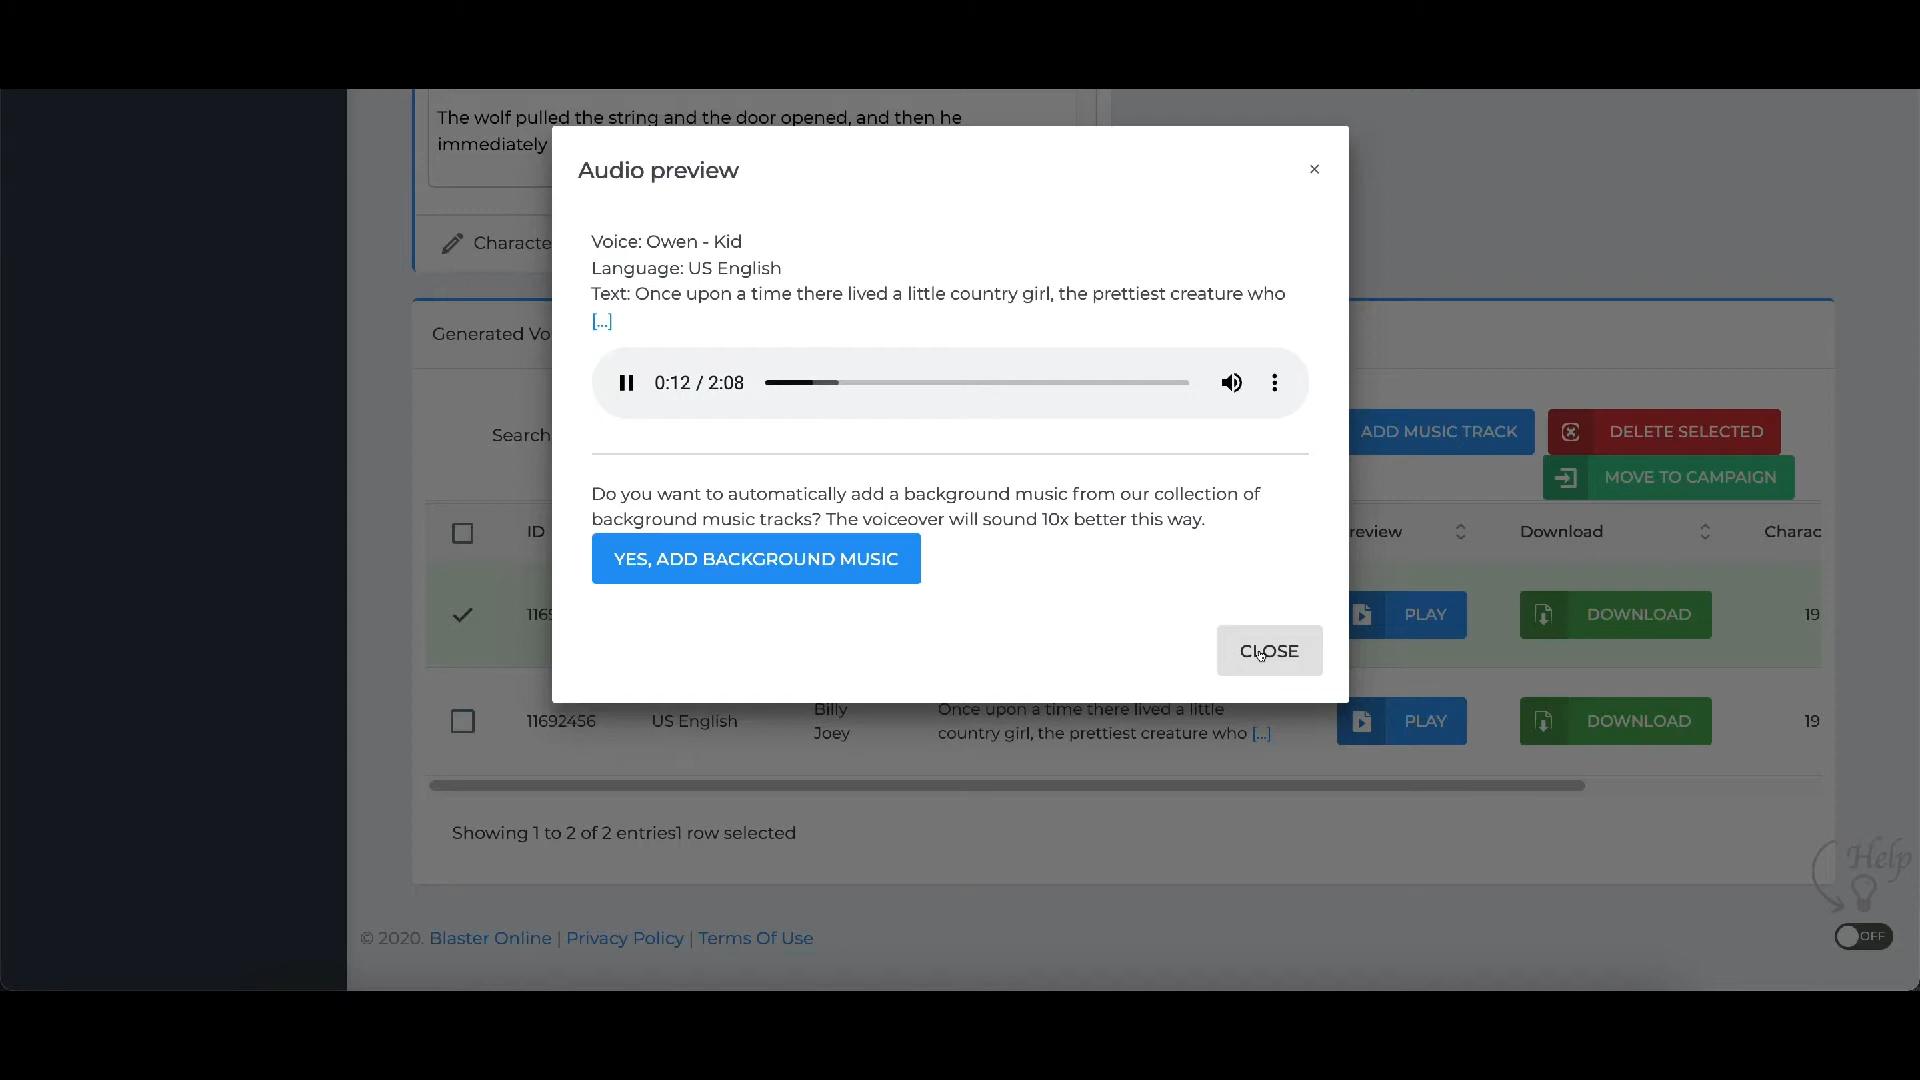 The wolf pulled the string and the door opened, and then he
immediately
Audio preview
×
Voice: Owen - Kid
Language: US English
Text: Once upon a time there lived a little country girl, the prettiest creature who
[...]
Characte
Generated Vo
0:12 / 2:08
Search
ADD MUSIC TRACK
DELETE SELECTED
MOVE TO CAMPAIGN
Do you want to automatically add a background music from our collection of
background music tracks? The voiceover will sound 10x better this way.
YES, ADD BACKGROUND MUSIC
ID
review
Download
Charac
116
PLAY
DOWNLOAD
19
CLOSE
11692456
US English
Billy
Joey
Once upon a time there lived a little
country girl, the prettiest creature who [...]
PLAY
DOWNLOAD
19
Showing 1 to 2 of 2 entries1 row selected
Help
OFF
© 2020. Blaster Online | Privacy Policy | Terms Of Use